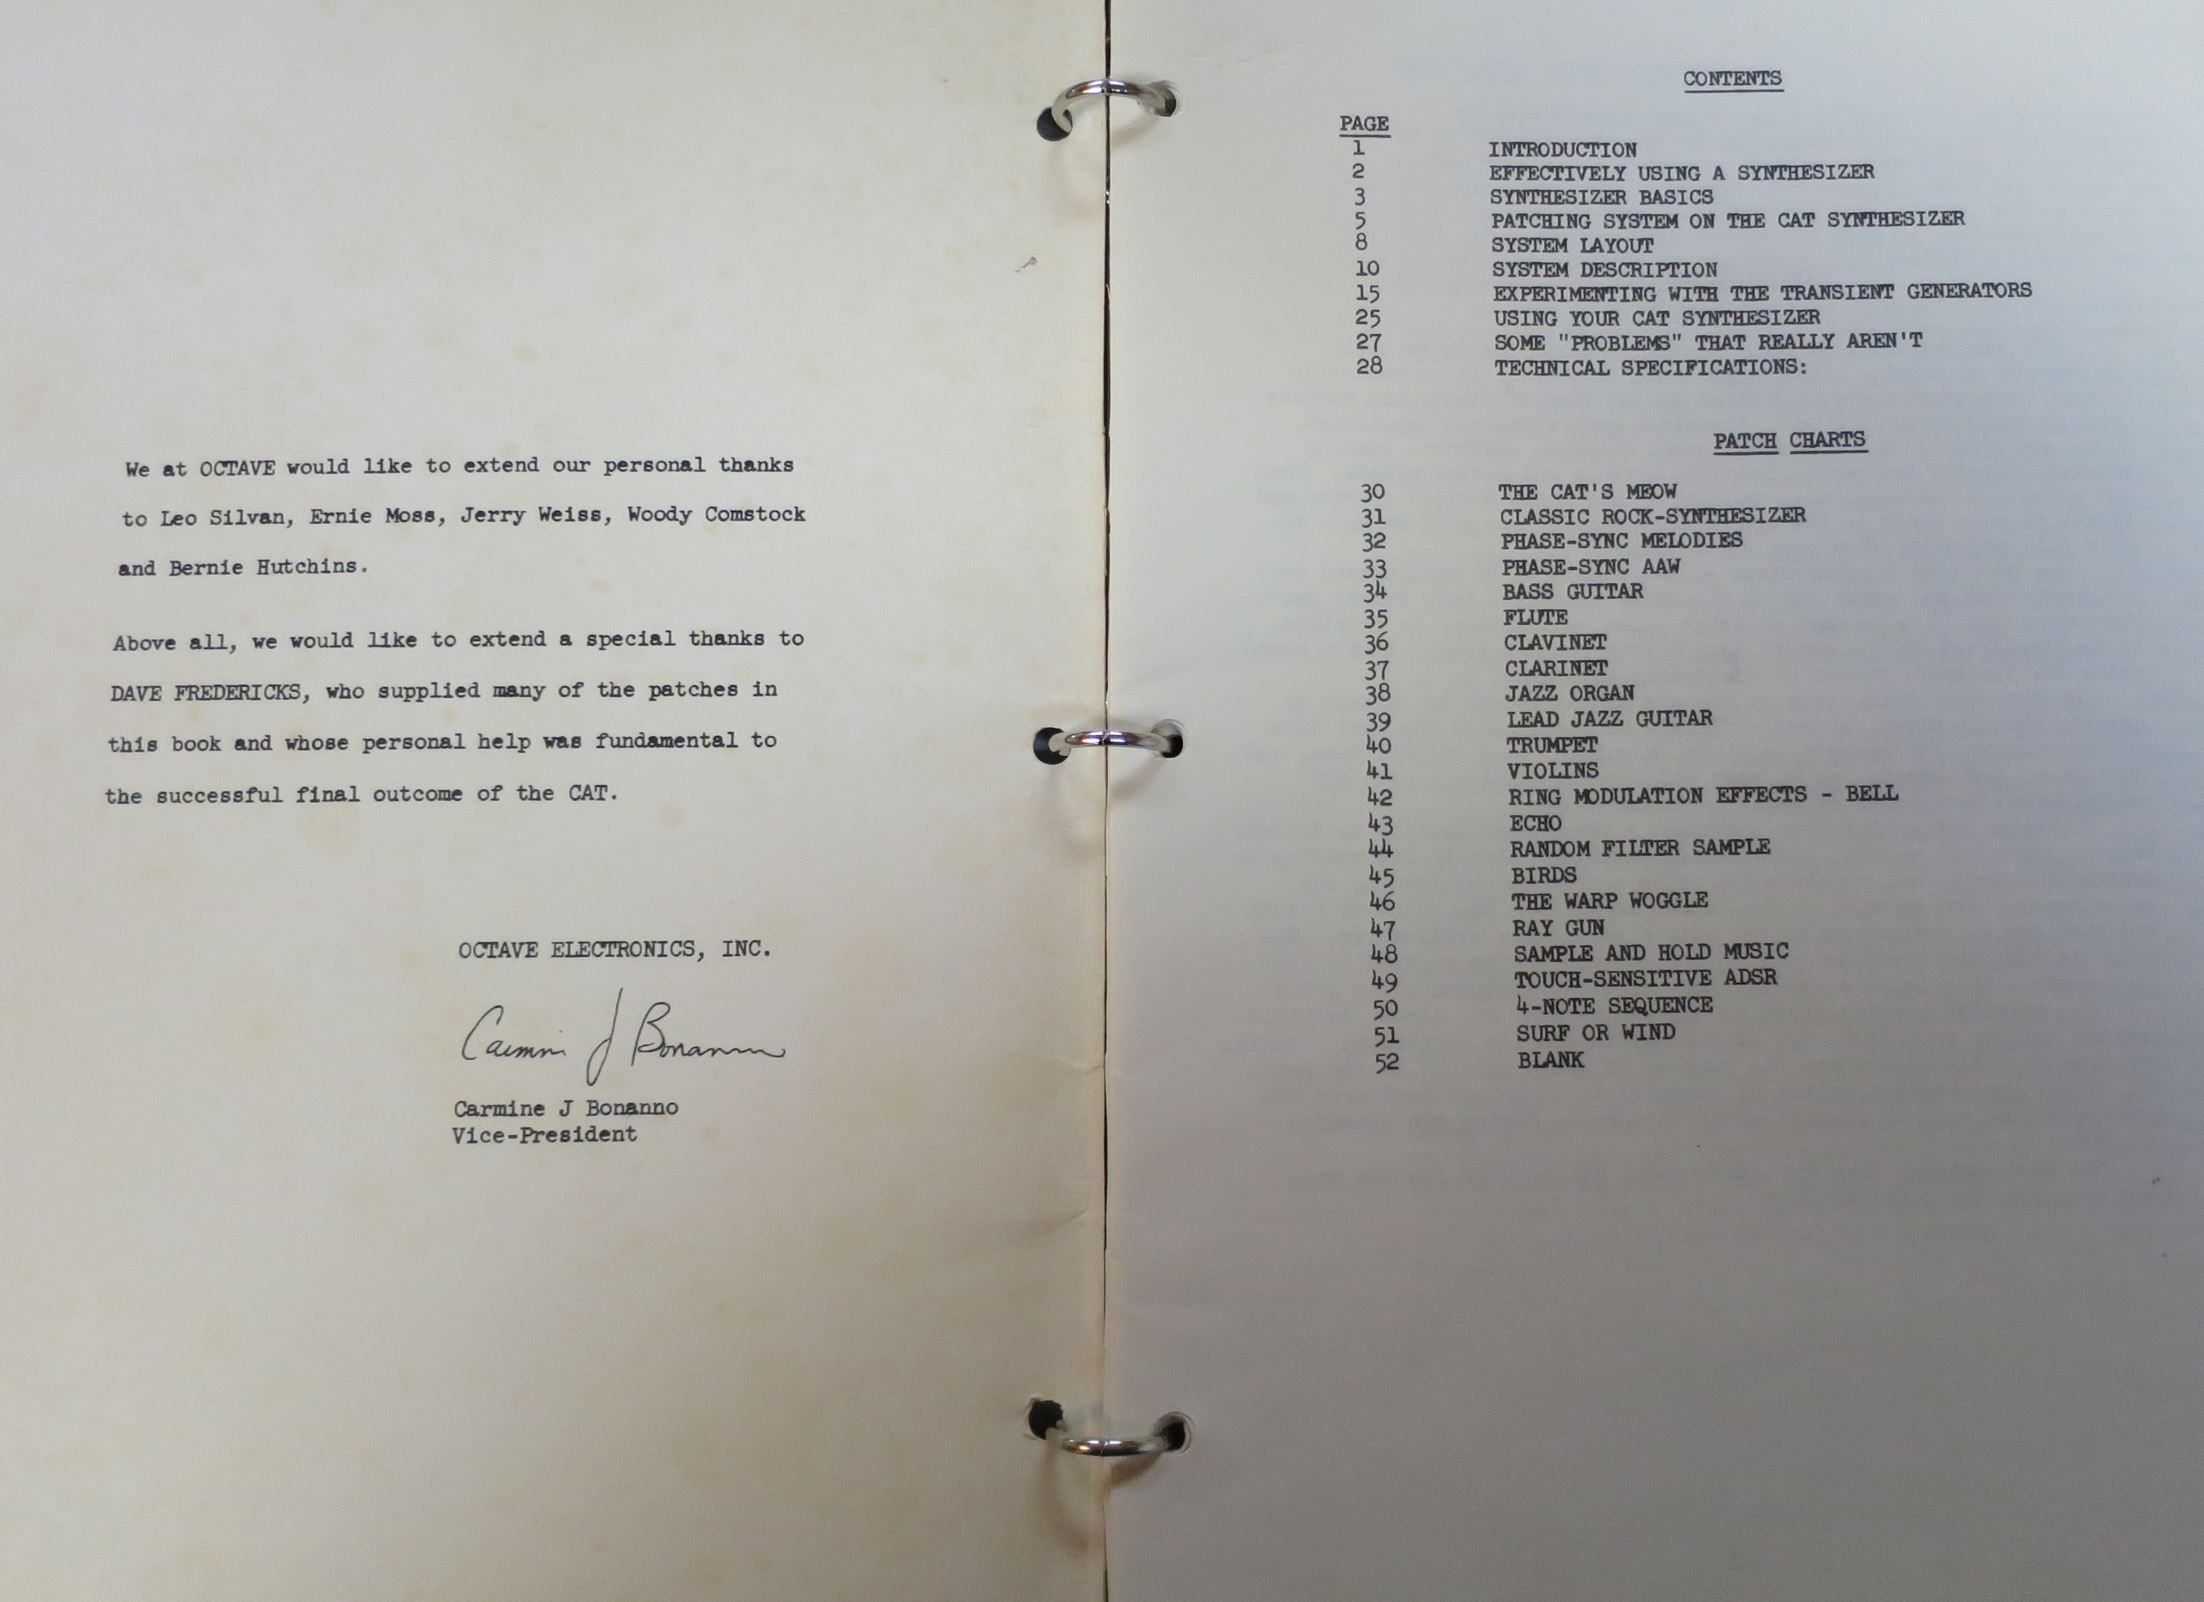 We at OCTAVE would like to extend our personal thanks
to Leo Silvan, Ernie Moss, Jerry Weiss, Woody Comstock
and Bernie Hutchins.
Above all, we would like to extend a special thanks to
DAVE FREDERICKS, who supplied many of the patches in
this book and whose personal help was fundamental to
the successful final outcome of the CAT.
OCTAVE ELECTRONICS, INC.
Carmine J Bonanno
Carmine J Bonanno
Vice-President
CONTENTS
PAGE
1 INTRODUCTION
2 EFFECTIVELY USING A SYNTHESIZER
3 SYNTHESIZER BASICS
5 PATCHING SYSTEM ON THE CAT SYNTHESIZER
8 SYSTEM LAYOUT
10 SYSTEM DESCRIPTION
15 EXPERIMENTING WITH THE TRANSIENT GENERATORS
25 USING YOUR CAT SYNTHESIZER
27 SOME "PROBLEMS" THAT REALLY AREN'T
28 TECHNICAL SPECIFICATIONS:
PATCH CHARTS
30 THE CAT'S MEOW
31 CLASSIC ROCK-SYNTHESIZER
32 PHASE-SYNC MELODIES
33 PHASE-SYNC AAW
34 BASS GUITAR
35 FLUTE
36 CLAVINET
37 CLARINET
38 JAZZ ORGAN
39 LEAD JAZZ GUITAR
40 TRUMPET
41 VIOLINS
42 RING MODULATION EFFECTS - BELL
43 ECHO
44 RANDOM FILTER SAMPLE
45 BIRDS
46 THE WARP WOGGLE
47 RAY GUN
48 SAMPLE AND HOLD MUSIC
49 TOUCH-SENSITIVE ADSR
50 4-NOTE SEQUENCE
51 SURF OR WIND
52 BLANK